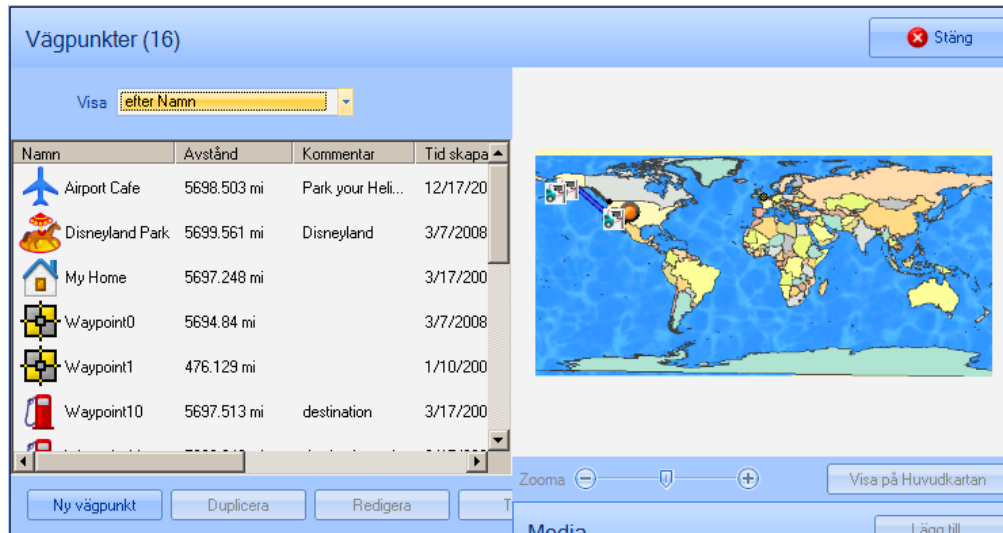 Vägpunkter (16)
Stäng
Visa efter Namn
Namn Avstånd Kommentar Tid skapa
Airport Cafe 5698.503 mi Park your Heli... 12/17/20
Disneyland Park 5699.561 mi Disneyland 3/7/2008
My Home 5697.248 mi 3/17/200
Waypoint0 5694.84 mi 3/7/2008
Waypoint1 476.129 mi 1/10/200
Waypoint10 5697.513 mi destination 3/17/200
Zooma
Visa på Huvudkartan
Ny vägpunkt Duplicera Redigera T
Media
Lägg till